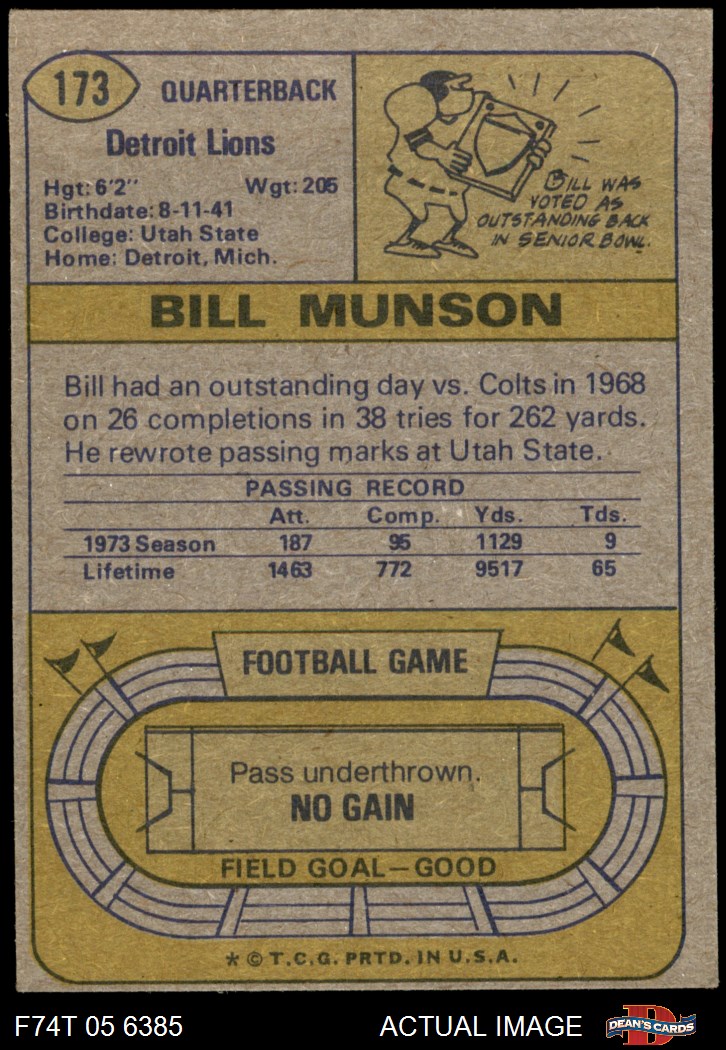 173
QUARTERBACK
Detroit Lions
Hgt: 6'2" Wgt: 205
Birthdate: 8-11-41
College: Utah State
Home: Detroit, Mich.
BILL WAS
VOTED AS
OUTSTANDING BACK
IN SENIOR BOWL.
BILL MUNSON
Bill had an outstanding day vs. Colts in 1968
on 26 completions in 38 tries for 262 yards.
He rewrote passing marks at Utah State.
PASSING RECORD
Att. Comp. Yds. Tds.
1973 Season 187 95 1129 9
Lifetime 1463 772 9517 65
FOOTBALL GAME
Pass underthrown.
NO GAIN
FIELD GOAL—GOOD
* © T.C.G. PRTD. IN U.S.A.
F74T 05 6385 ACTUAL IMAGE
D
DEAN'S CARDS